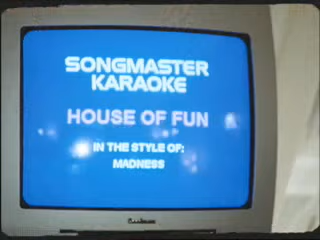 SONGMASTER
KARAOKE
HOUSE OF FUN
IN THE STYLE OF:
MADNESS